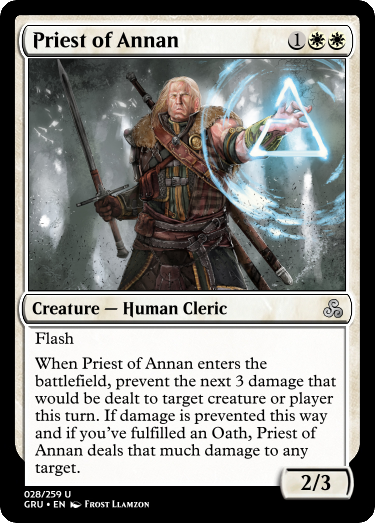 Priest of Annan 1
Creature — Human Cleric
Flash
When Priest of Annan enters the
battlefield, prevent the next 3 damage that
would be dealt to target creature or player
this turn. If damage is prevented this way
and if you've fulfilled an Oath, Priest of
Annan deals that much damage to any
target.
2/3
028/259 U
GRU • EN Frost Llamzon